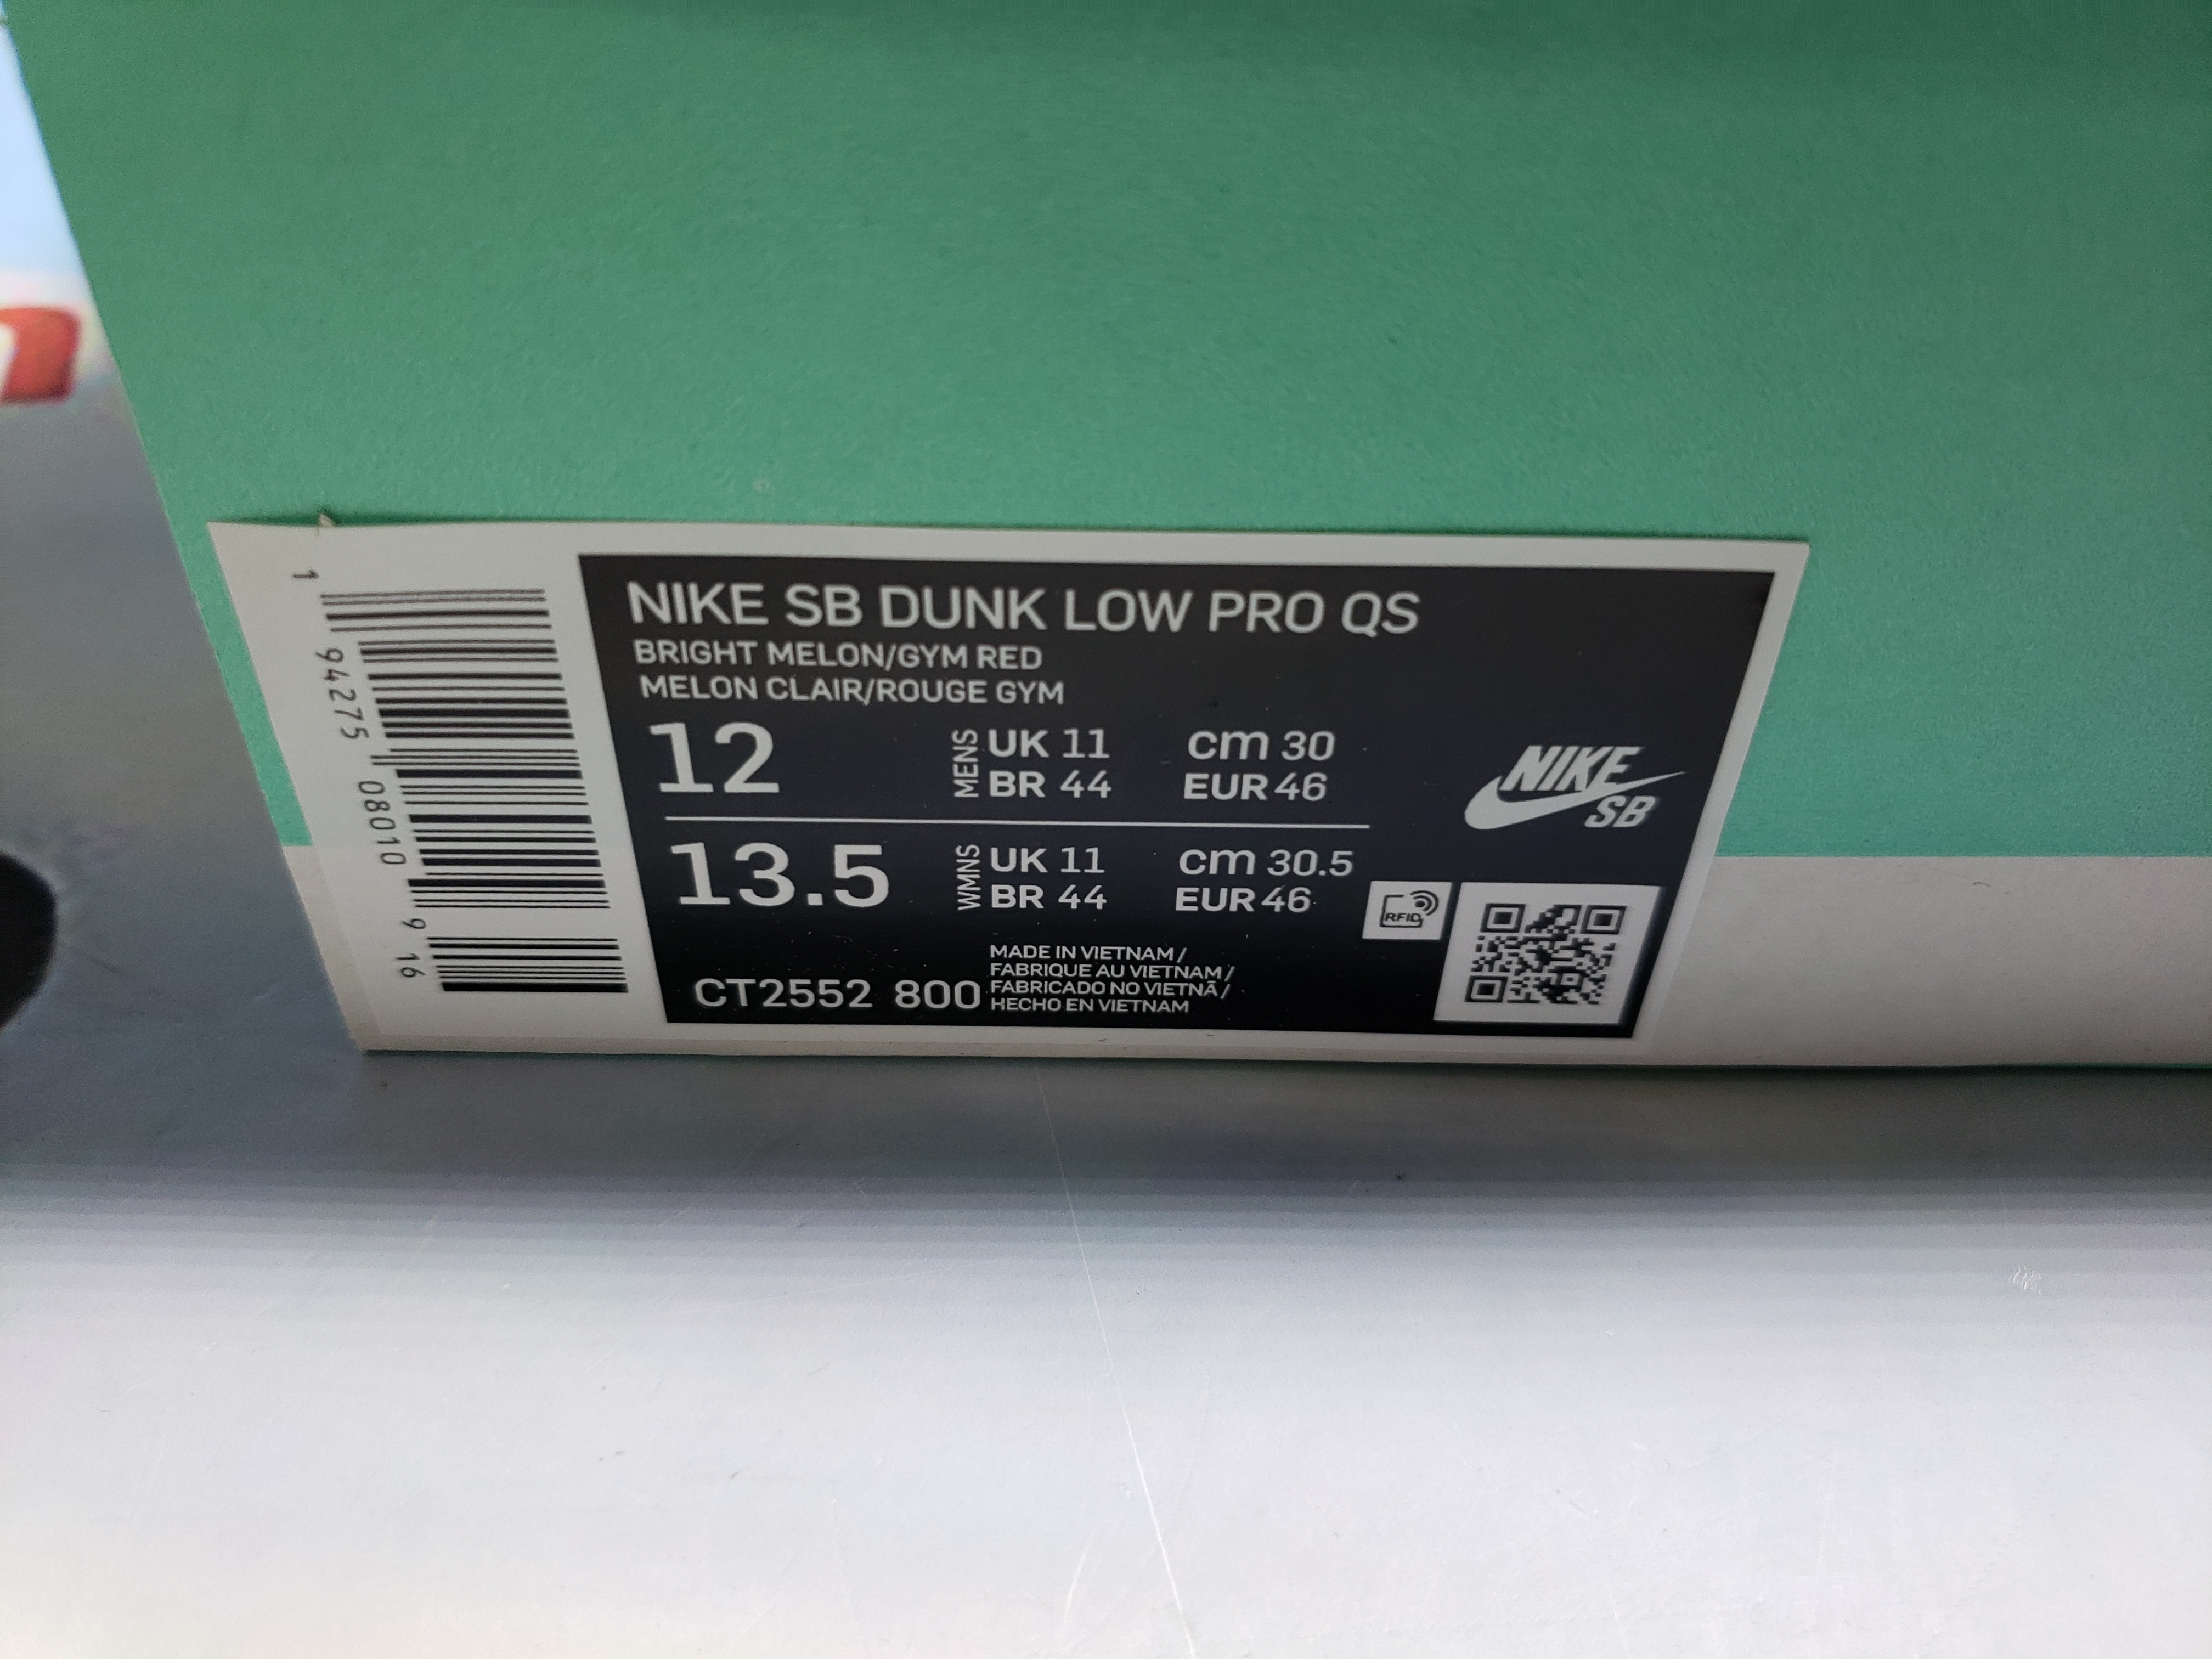 1 94275 08010 9 16
NIKE SB DUNK LOW PRO QS
BRIGHT MELON/GYM RED
MELON CLAIR/ROUGE GYM
12 MENS UK 11 cm 30
BR 44 EUR 46
13.5 WMNS UK 11 cm 30.5
BR 44 EUR 46
NIKE
SB
RFID
CT2552 800
MADE IN VIETNAM /
FABRIQUE AU VIETNAM /
FABRICADO NO VIETNÃ /
HECHO EN VIETNAM